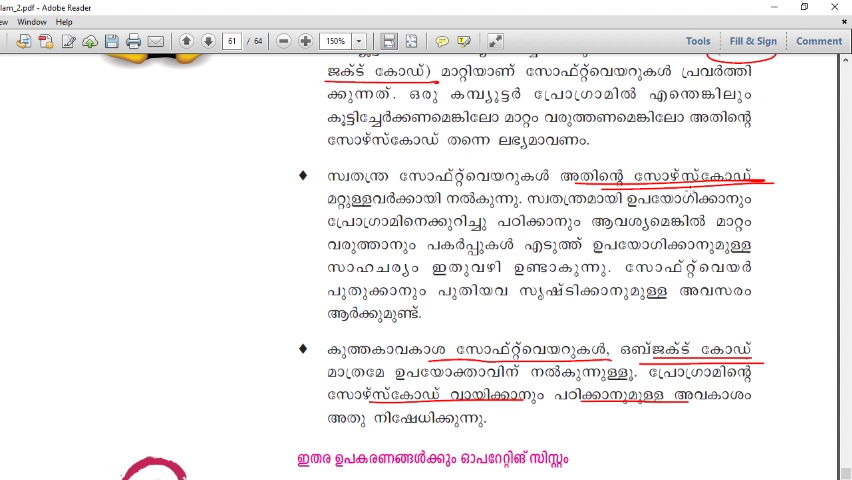 lam_2.pdf - Adobe Reader
ew Window Help
61 / 64 150% Tools Fill & Sign Comment
ജക്ട് കോഡ്) മാറ്റിയാണ് സോഫ്റ്റ്‌വെയറുകൾ പ്രവർത്തി
ക്കുന്നത്. ഒരു കമ്പ്യൂട്ടർ പ്രോഗ്രാമിൽ എന്തെങ്കിലും
കൂട്ടിച്ചേർക്കണമെങ്കിലോ മാറ്റം വരുത്തണമെങ്കിലോ അതിന്റെ
സോഴ്സ്കോഡ് തന്നെ ലഭ്യമാവണം.
♦ സ്വതന്ത്ര സോഫ്റ്റ്‌വെയറുകൾ അതിന്റെ സോഴ്സ്കോഡ്
മറ്റുള്ളവർക്കായി നൽകുന്നു. സ്വതന്ത്രമായി ഉപയോഗിക്കാനും
പ്രോഗ്രാമിനെക്കുറിച്ചു പഠിക്കാനും ആവശ്യമെങ്കിൽ മാറ്റം
വരുത്താനും പകർപ്പുകൾ എടുത്ത് ഉപയോഗിക്കാനുമുള്ള
സാഹചര്യം ഇതുവഴി ഉണ്ടാകുന്നു. സോഫ്റ്റ്‌വെയർ
പുതുക്കാനും പുതിയവ സൃഷ്ടിക്കാനുമുള്ള അവസരം
ആർക്കുമുണ്ട്.
♦ കുത്തകാവകാശ സോഫ്റ്റ്‌വെയറുകൾ, ഒബ്ജക്ട് കോഡ്
മാത്രമേ ഉപയോക്താവിന് നൽകുന്നുള്ളു. പ്രോഗ്രാമിന്റെ
സോഴ്സ്കോഡ് വായിക്കാനും പഠിക്കാനുമുള്ള അവകാശം
അതു നിഷേധിക്കുന്നു.
ഇതര ഉപകരണങ്ങൾക്കും ഓപറേറ്റിങ് സിസ്റ്റം